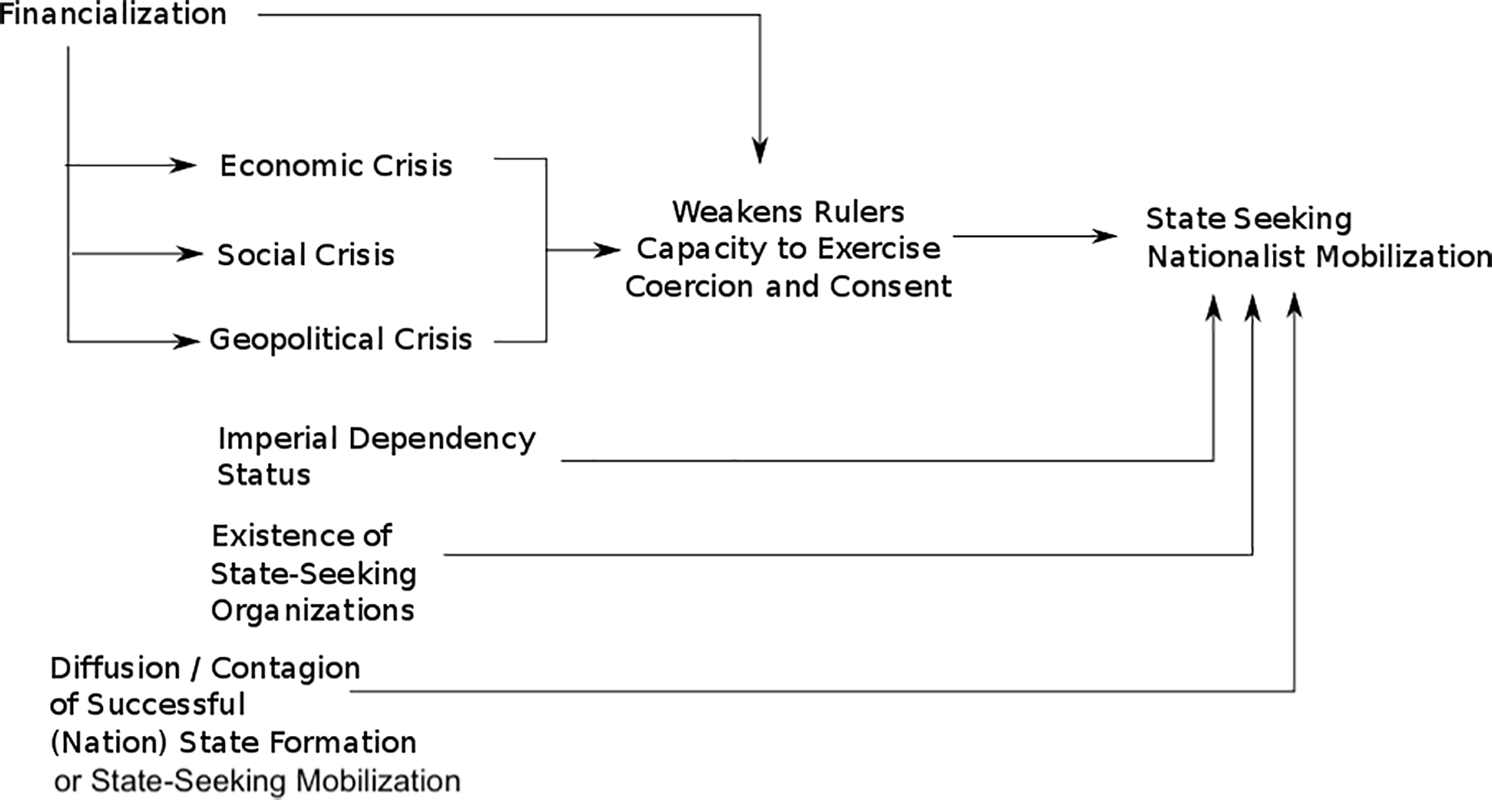 Financialization
Economic Crisis
Social Crisis
Geopolitical Crisis
Weakens Rulers
Capacity to Exercise
Coercion and Consent
State Seeking
Nationalist Mobilization
Imperial Dependency
Status
Existence of
State-Seeking
Organizations
Diffusion / Contagion
of Successful
(Nation) State Formation
or State-Seeking Mobilization